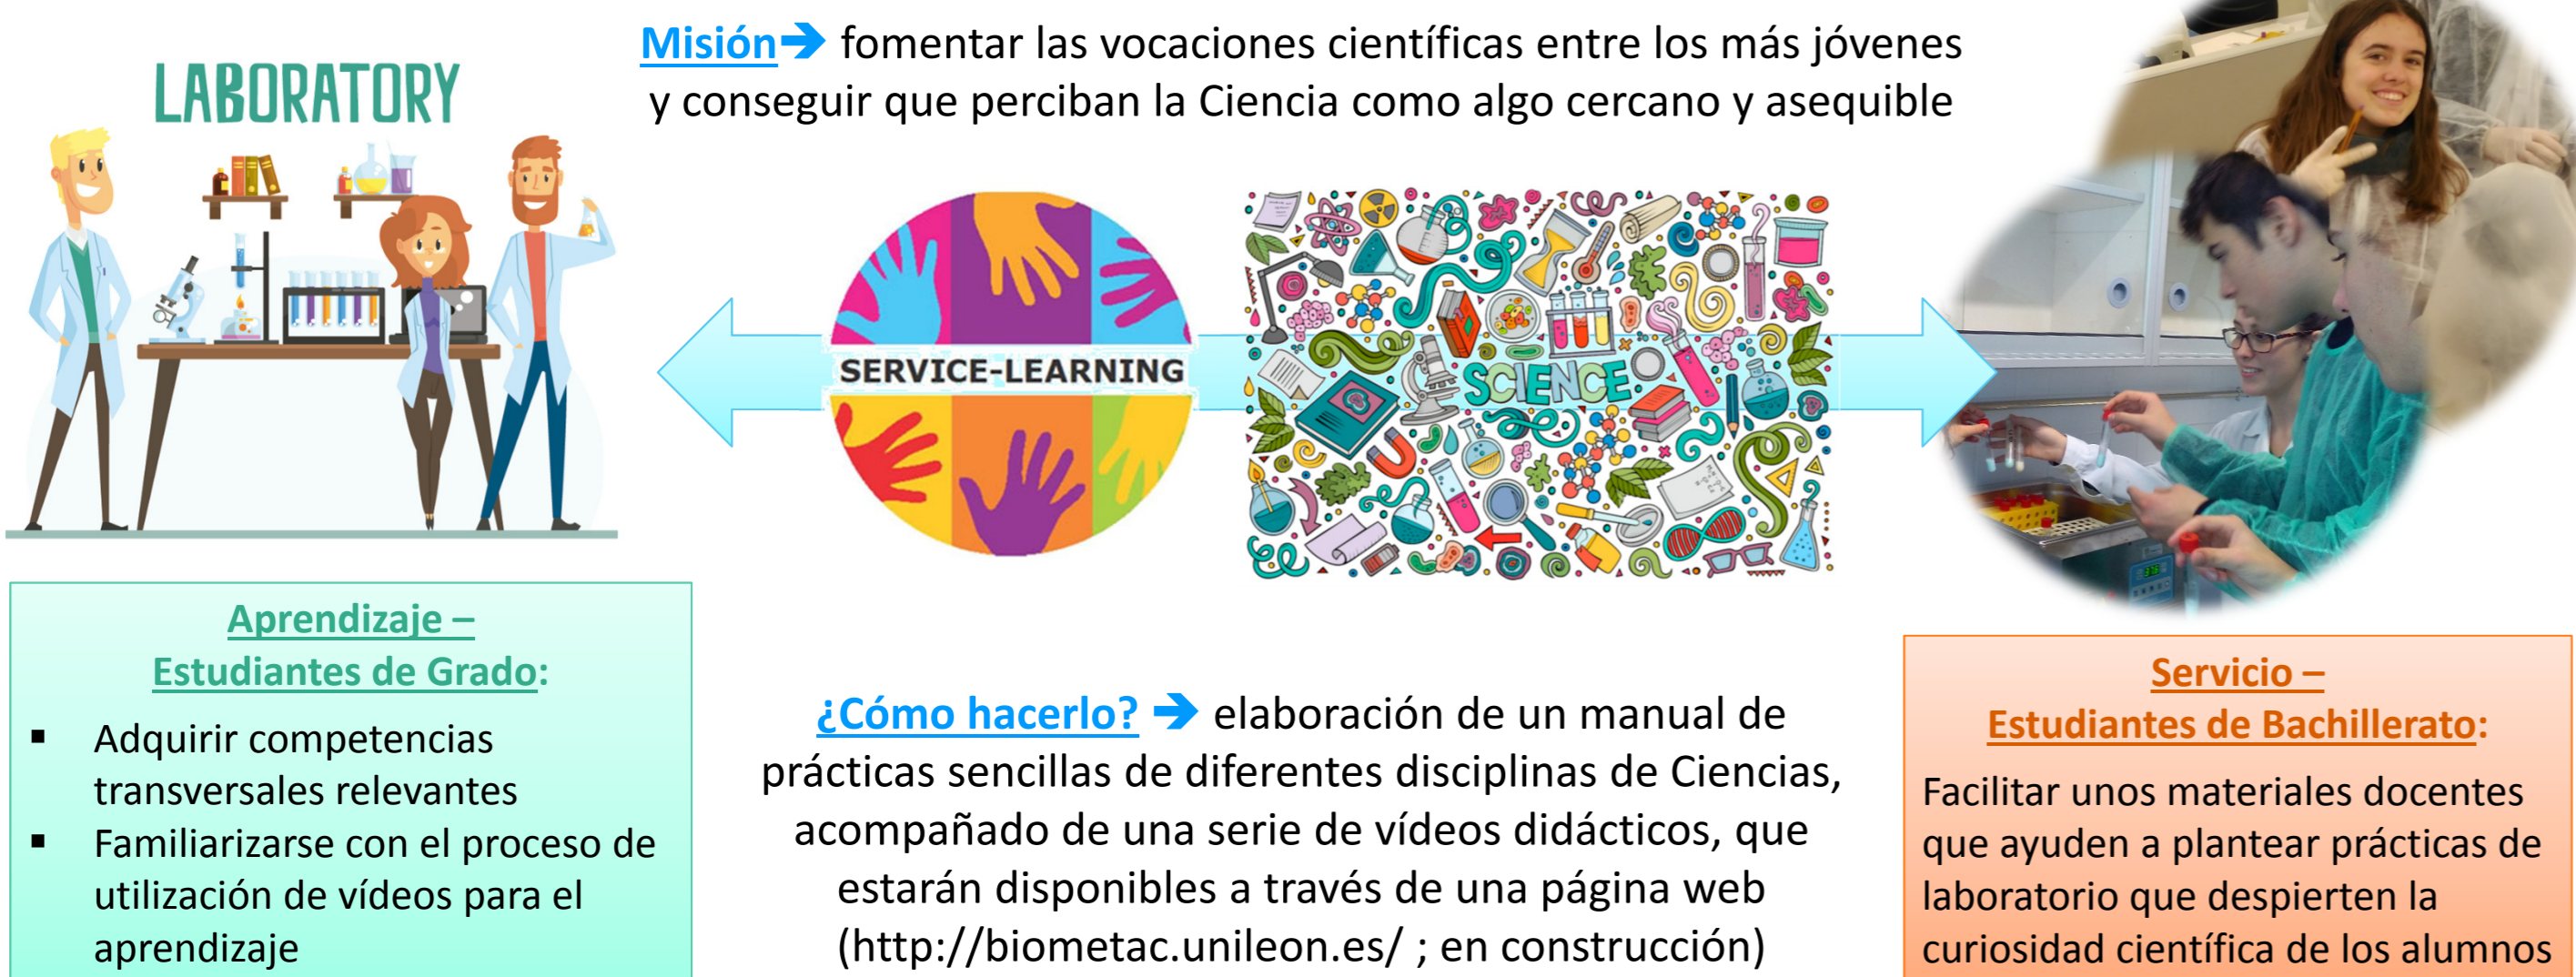 Misión➔ fomentar las vocaciones científicas entre los más jóvenes
y conseguir que perciban la Ciencia como algo cercano y asequible
LABORATORY
SERVICE-LEARNING
SCIENCE
Aprendizaje –
Estudiantes de Grado:
▪ Adquirir competencias
transversales relevantes
▪ Familiarizarse con el proceso de
utilización de vídeos para el
aprendizaje
¿Cómo hacerlo? ➔ elaboración de un manual de
prácticas sencillas de diferentes disciplinas de Ciencias,
acompañado de una serie de vídeos didácticos, que
estarán disponibles a través de una página web
(http://biometac.unileon.es/ ; en construcción)
Servicio –
Estudiantes de Bachillerato:
Facilitar unos materiales docentes
que ayuden a plantear prácticas de
laboratorio que despierten la
curiosidad científica de los alumnos